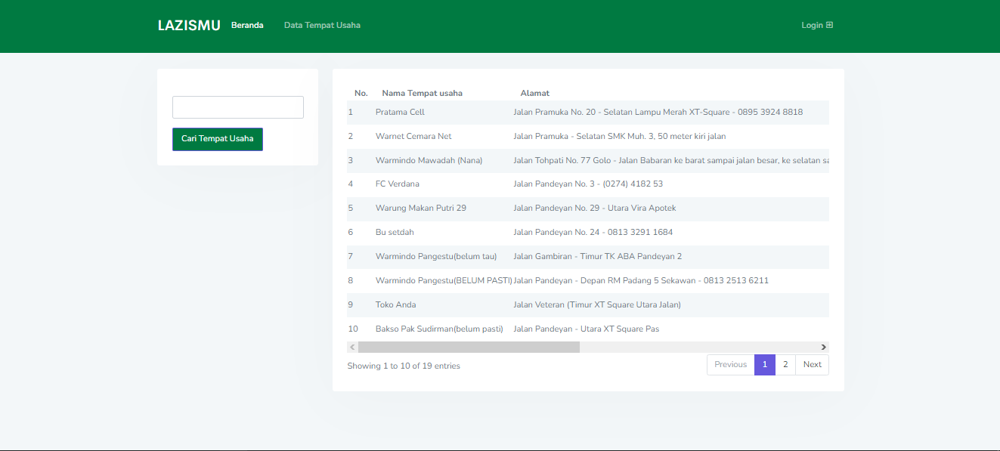 LAZISMU Beranda Data Tempat Usaha Login
Cari Tempat Usaha
No. Nama Tempat usaha Alamat
1 Pratama Cell Jalan Pramuka No. 20 - Selatan Lampu Merah XT-Square - 0895 3924 8818
2 Warnet Cemara Net Jalan Pramuka - Selatan SMK Muh. 3, 50 meter kiri jalan
3 Warmindo Mawadah (Nana) Jalan Tohpati No. 77 Golo - Jalan Babaran ke barat sampai jalan besar, ke selatan sa
4 FC Verdana Jalan Pandeyan No. 3 - (0274) 4182 53
5 Warung Makan Putri 29 Jalan Pandeyan No. 29 - Utara Vira Apotek
6 Bu setdah Jalan Pandeyan No. 24 - 0813 3291 1684
7 Warmindo Pangestu(belum tau) Jalan Gambiran - Timur TK ABA Pandeyan 2
8 Warmindo Pangestu(BELUM PASTI) Jalan Pandeyan - Depan RM Padang 5 Sekawan - 0813 2513 6211
9 Toko Anda Jalan Veteran (Timur XT Square Utara Jalan)
10 Bakso Pak Sudirman(belum pasti) Jalan Pandeyan - Utara XT Square Pas
Showing 1 to 10 of 19 entries Previous 1 2 Next